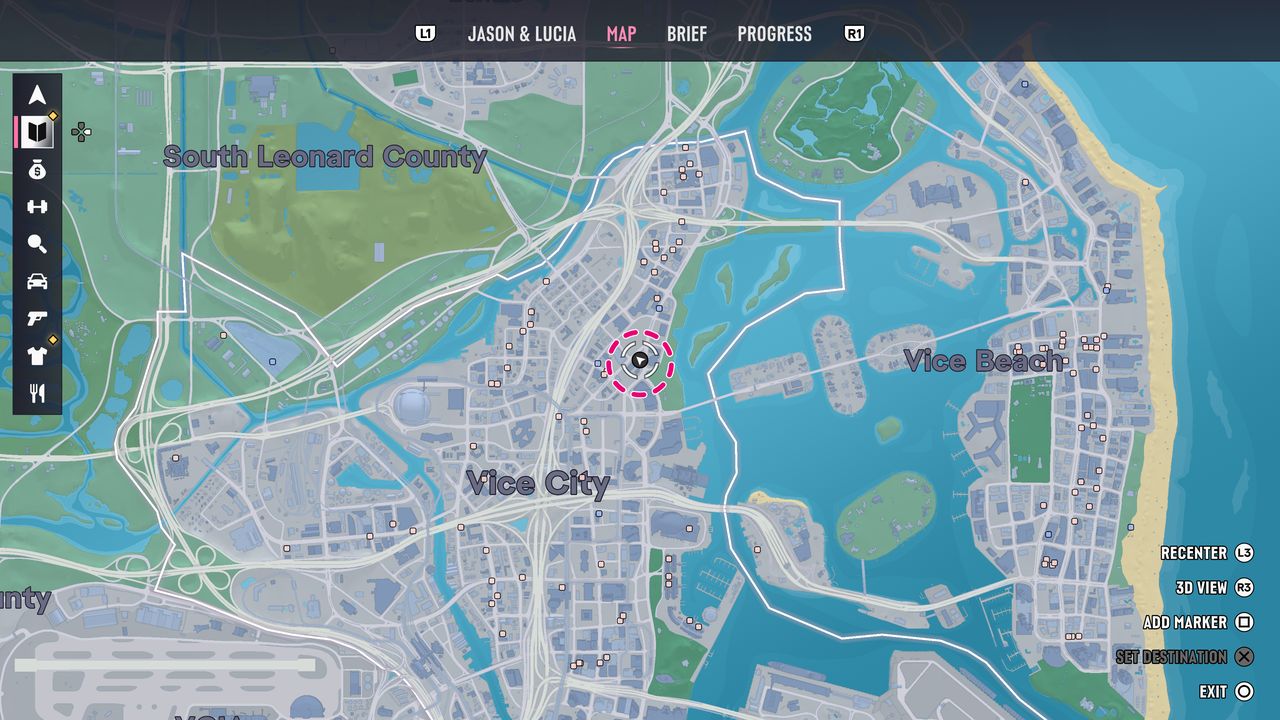 L1 JASON & LUCIA MAP BRIEF PROGRESS R1
South Leonard County
Vice Beach
Vice City
RECENTER L3
3D VIEW R3
ADD MARKER
SET DESTINATION
EXIT